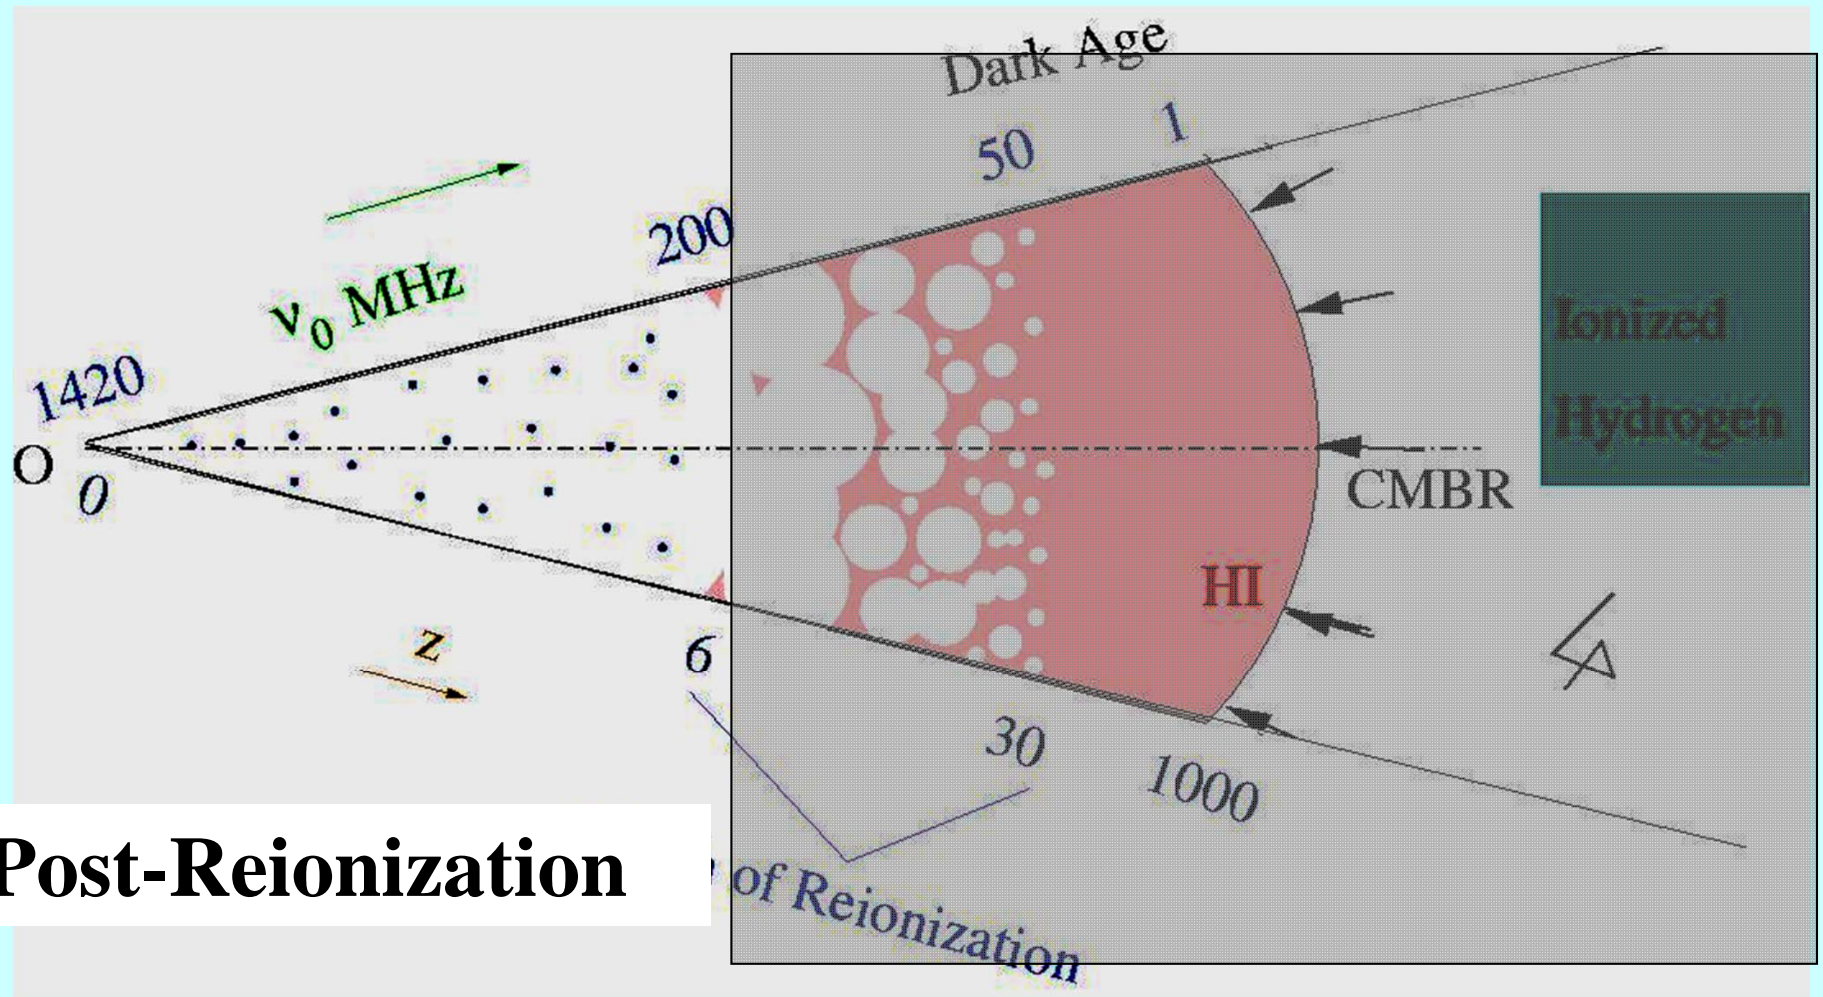 Dark Age
1
50
200
ν0 MHz
1420
O
0
CMBR
Ionized
Hydrogen
HI
z
6
30
1000
Post-Reionization
of Reionization